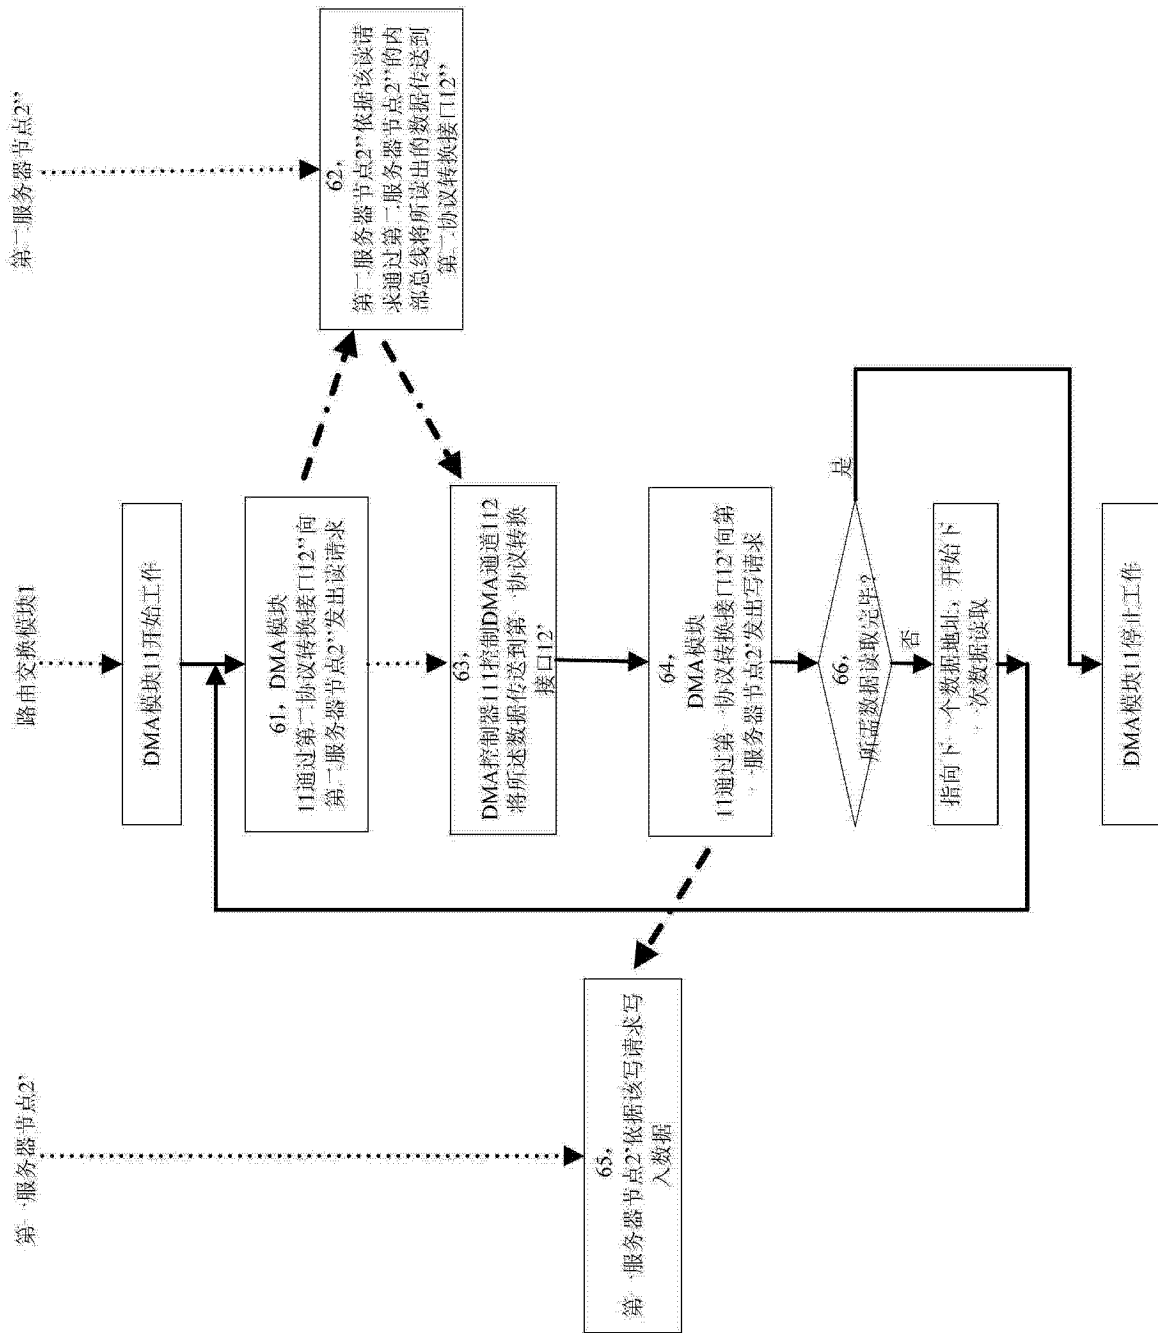 第一服务器节点2’
路由交换模块1
第二服务器节点2”
DMA模块11开始工作
61，DMA模块
11通过第二协议转换接口12”向
第二服务器节点2”发出读请求
62，
第二服务器节点2”依据该读请
求通过第二服务器节点2”的内
部总线将所读出的数据传送到
第二协议转换接口12”
63，
DMA控制器111控制DMA通道112
将所述数据传送到第一协议转换
接口12’
64，
DMA模块
11通过第一协议转换接口12’向第
一服务器节点2’发出写请求
65，
第一服务器节点2’依据该写请求写
入数据
66，
所需数据读取完毕？
是
否
指向下一个数据地址，开始下
一次数据读取
DMA模块11停止工作